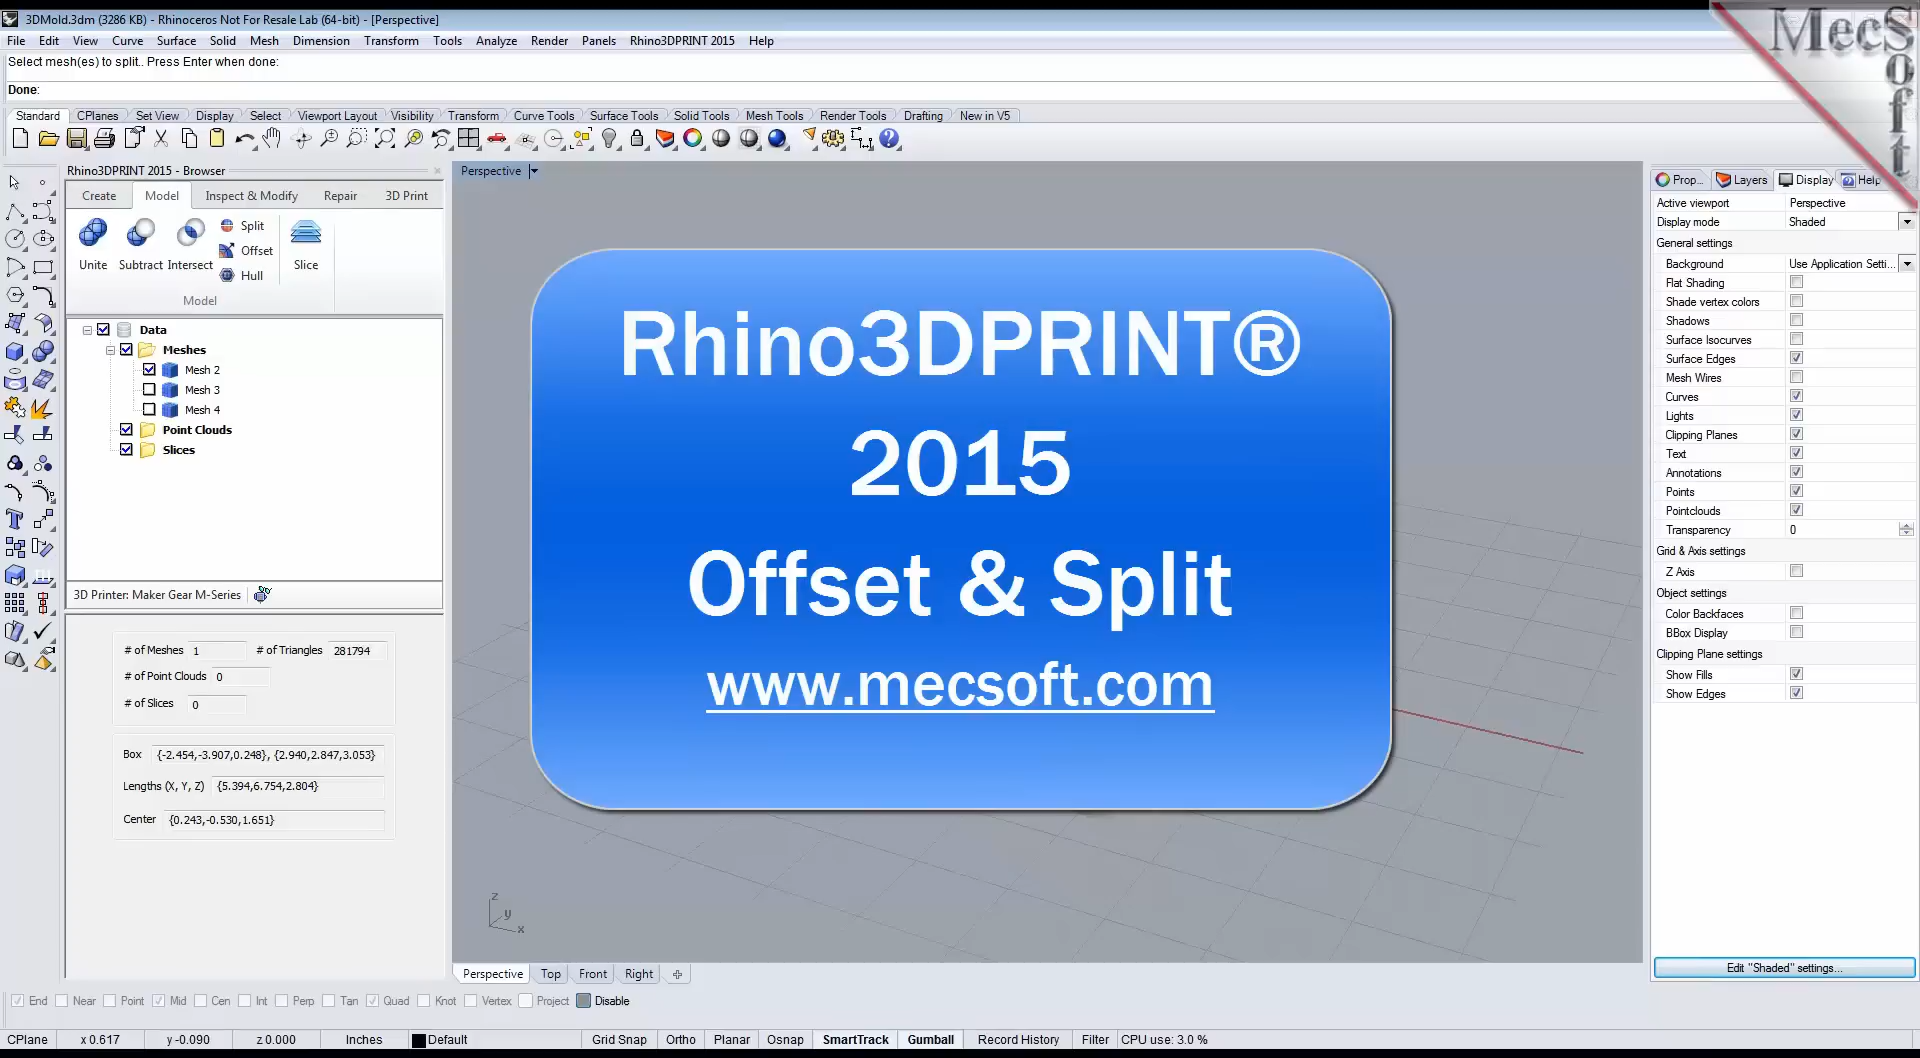 3DMold.3dm (3286 KB) - Rhinoceros Not For Resale Lab (64-bit) - [Perspective]
File Edit View Curve Surface Solid Mesh Dimension Transform Tools Analyze Render Panels Rhino3DPRINT 2015 Help
Select mesh(es) to split.. Press Enter when done:
Done:
MecSoft
Standard CPlanes Set View Display Select Viewport Layout Visibility Transform Curve Tools Surface Tools Solid Tools Mesh Tools Render Tools Drafting New in V5
Rhino3DPRINT 2015 - Browser
Create Model Inspect & Modify Repair 3D Print
Unite Subtract Intersect Split Offset Hull Slice
Model
Data
Meshes
Mesh 2
Mesh 3
Mesh 4
Point Clouds
Slices
3D Printer: Maker Gear M-Series
# of Meshes 1 # of Triangles 281794
# of Point Clouds 0
# of Slices 0
Box {-2.454,-3.907,0.248}, {2.940,2.847,3.053}
Lengths (X, Y, Z) {5.394,6.754,2.804}
Center {0.243,-0.530,1.651}
Perspective
Rhino3DPRINT®
2015
Offset & Split
www.mecsoft.com
z
y
x
Perspective Top Front Right
Prop... Layers Display Help
Active viewport Perspective
Display mode Shaded
General settings
Background Use Application Setti...
Flat Shading
Shade vertex colors
Shadows
Surface Isocurves
Surface Edges
Mesh Wires
Curves
Lights
Clipping Planes
Text
Annotations
Points
Pointclouds
Transparency 0
Grid & Axis settings
Z Axis
Object settings
Color Backfaces
BBox Display
Clipping Plane settings
Show Fills
Show Edges
Edit "Shaded" settings...
End Near Point Mid Cen Int Perp Tan Quad Knot Vertex Project Disable
CPlane x 0.617 y -0.090 z 0.000 Inches Default Grid Snap Ortho Planar Osnap SmartTrack Gumball Record History Filter CPU use: 3.0 %